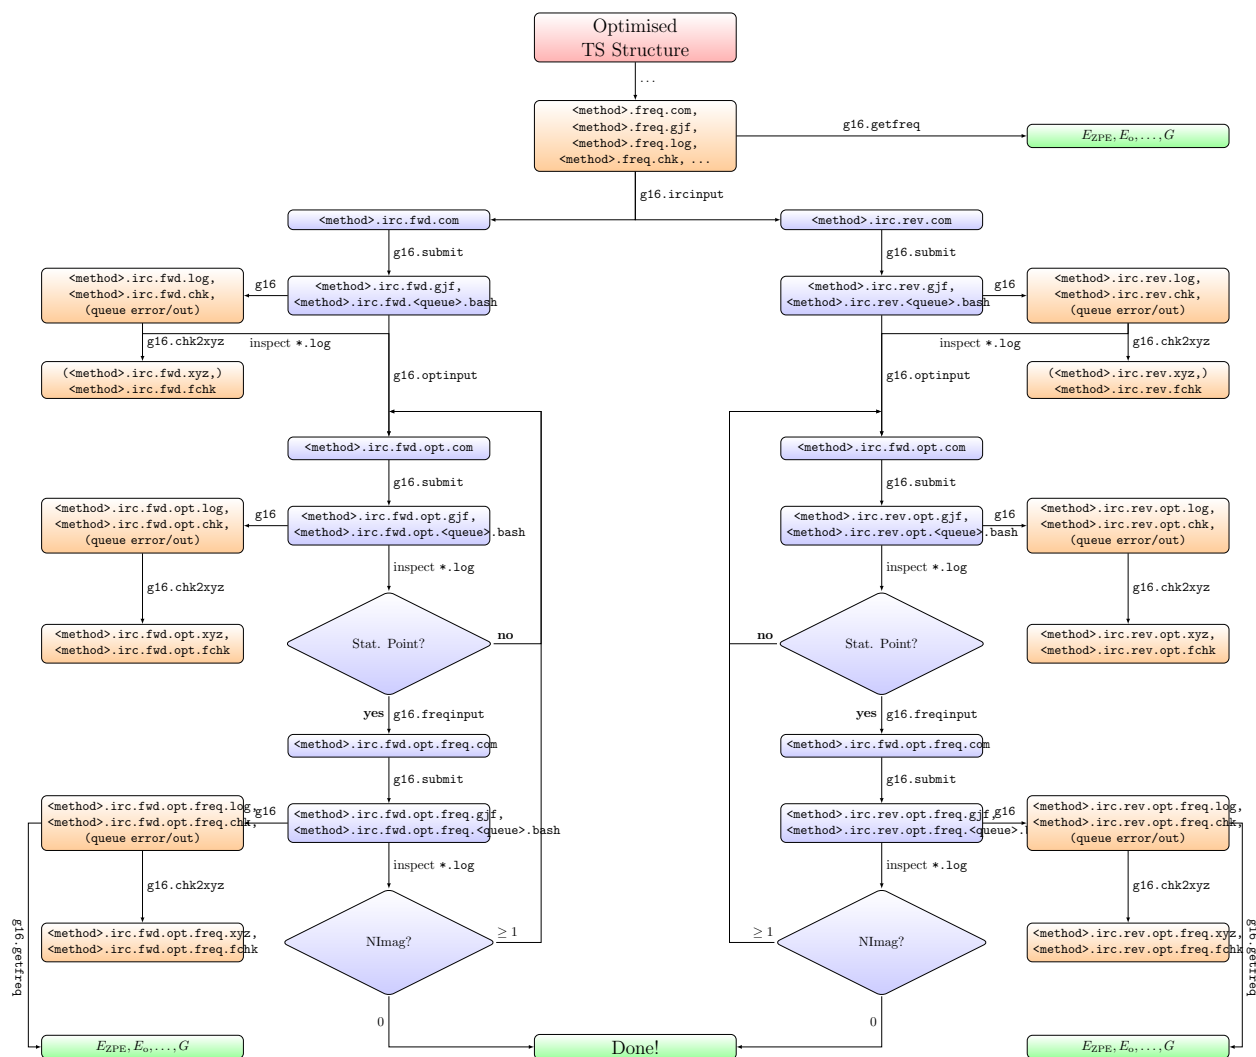 Optimised
TS Structure
...
<method>.freq.com,
<method>.freq.gjf,
<method>.freq.log,
<method>.freq.chk, ...
g16.getfreq
E_ZPE, E_o, ..., G
g16.ircinput
<method>.irc.fwd.com
<method>.irc.rev.com
g16.submit
g16.submit
<method>.irc.fwd.log,
<method>.irc.fwd.chk,
(queue error/out)
g16
<method>.irc.fwd.gjf,
<method>.irc.fwd.<queue>.bash
<method>.irc.rev.gjf,
<method>.irc.rev.<queue>.bash
g16
<method>.irc.rev.log,
<method>.irc.rev.chk,
(queue error/out)
g16.chk2xyz
inspect *.log
inspect *.log
g16.chk2xyz
(<method>.irc.fwd.xyz,)
<method>.irc.fwd.fchk
g16.optinput
g16.optinput
(<method>.irc.rev.xyz,)
<method>.irc.rev.fchk
<method>.irc.fwd.opt.com
<method>.irc.fwd.opt.com
g16.submit
g16.submit
<method>.irc.fwd.opt.log,
<method>.irc.fwd.opt.chk,
(queue error/out)
g16
<method>.irc.fwd.opt.gjf,
<method>.irc.fwd.opt.<queue>.bash
<method>.irc.rev.opt.gjf,
<method>.irc.rev.opt.<queue>.bash
g16
<method>.irc.rev.opt.log,
<method>.irc.rev.opt.chk,
(queue error/out)
inspect *.log
inspect *.log
g16.chk2xyz
g16.chk2xyz
<method>.irc.fwd.opt.xyz,
<method>.irc.fwd.opt.fchk
Stat. Point?
no
no
Stat. Point?
<method>.irc.rev.opt.xyz,
<method>.irc.rev.opt.fchk
yes
g16.freqinput
yes
g16.freqinput
<method>.irc.fwd.opt.freq.com
<method>.irc.fwd.opt.freq.com
g16.submit
g16.submit
<method>.irc.fwd.opt.freq.log,
<method>.irc.fwd.opt.freq.chk,
(queue error/out)
g16
<method>.irc.fwd.opt.freq.gjf,
<method>.irc.fwd.opt.freq.<queue>.bash
<method>.irc.rev.opt.freq.gjf,
<method>.irc.rev.opt.freq.<queue>.
g16
<method>.irc.rev.opt.freq.log,
<method>.irc.rev.opt.freq.chk,
(queue error/out)
inspect *.log
inspect *.log
g16.chk2xyz
g16.chk2xyz
g16.getfreq
<method>.irc.fwd.opt.freq.xyz,
<method>.irc.fwd.opt.freq.fchk
NImag?
≥ 1
≥ 1
NImag?
<method>.irc.rev.opt.freq.xyz,
<method>.irc.rev.opt.freq.fchk
g16.getfreq
0
0
E_ZPE, E_o, ..., G
Done!
E_ZPE, E_o, ..., G